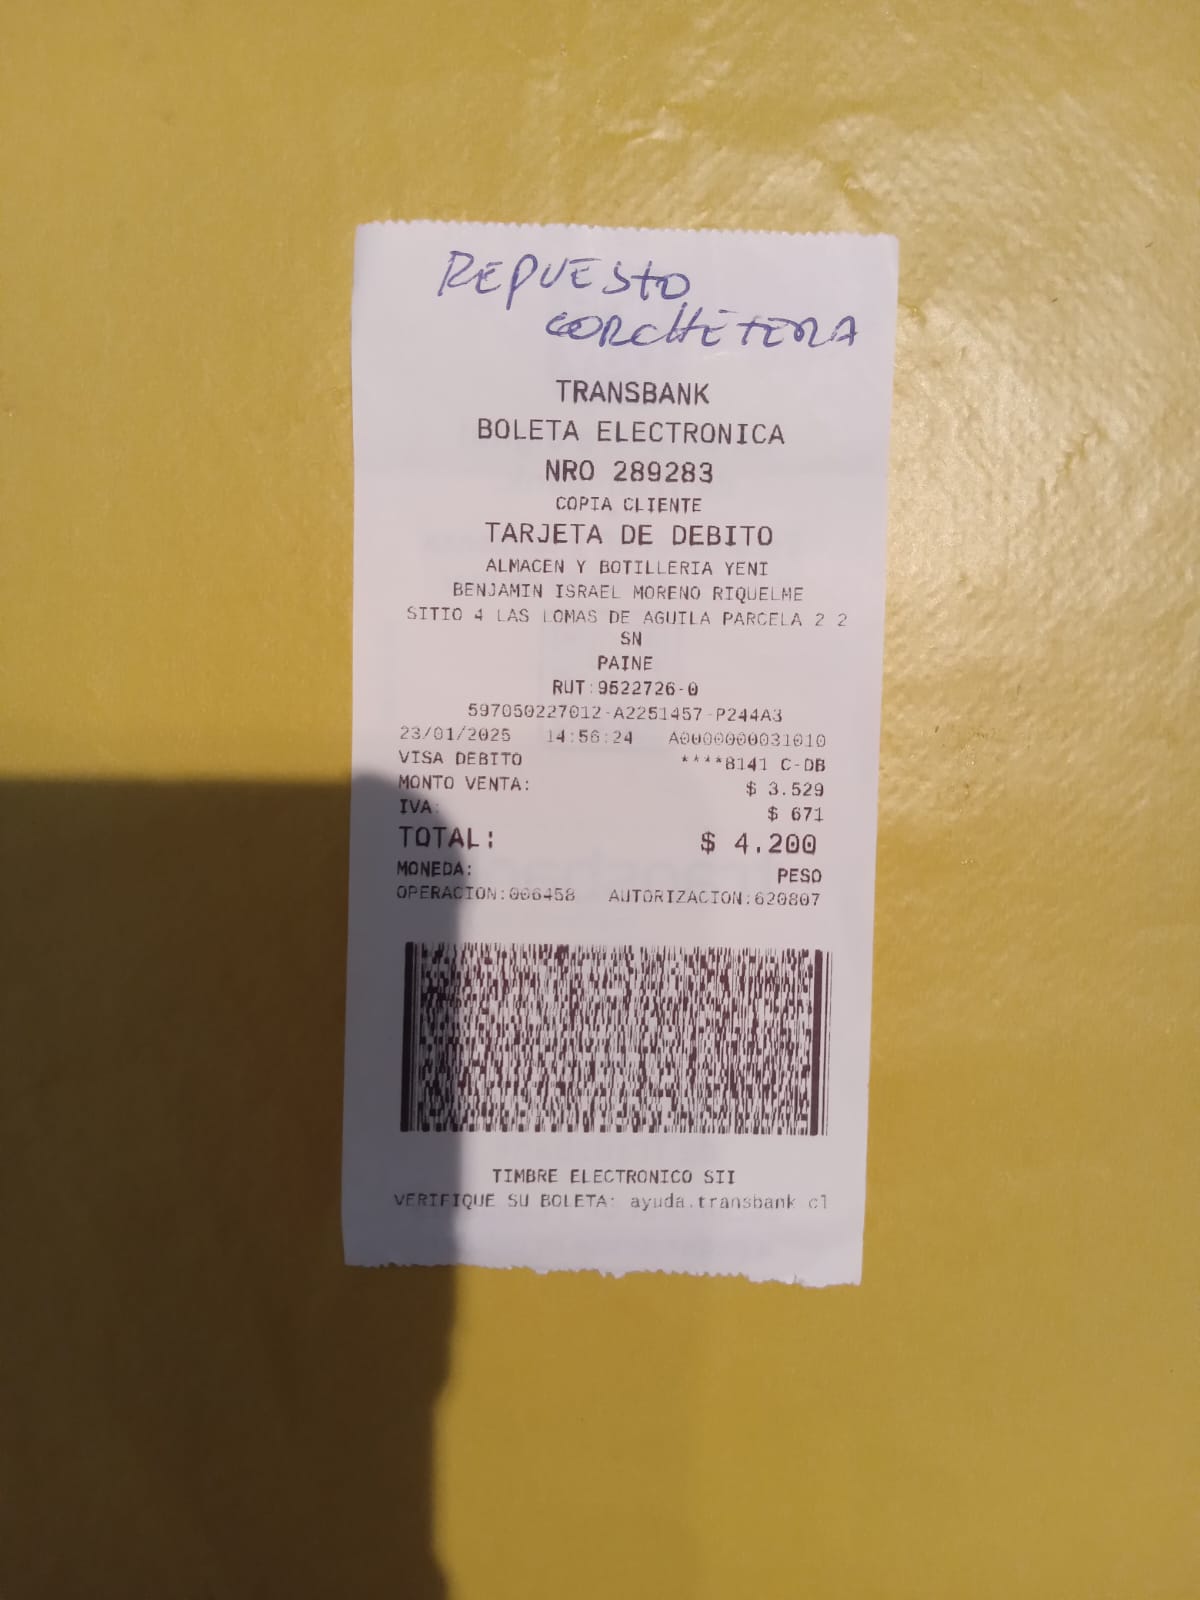 REPUESTO
CORCHETERA
TRANSBANK
BOLETA ELECTRONICA
NRO 289283
COPIA CLIENTE
TARJETA DE DEBITO
ALMACEN Y BOTILLERIA YENI
BENJAMIN ISRAEL MORENO RIQUELME
SITIO 4 LAS LOMAS DE AGUILA PARCELA 2 2
SN
PAINE
RUT:9522726-0
597050227012-A2251457-P244A3
23/01/2025 14:56:24 A0000000031010
VISA DEBITO ****8141 C-DB
MONTO VENTA: $ 3.529
IVA: $ 671
TOTAL: $ 4.200
MONEDA: PESO
OPERACION:006458 AUTORIZACION:620807
TIMBRE ELECTRONICO SII
VERIFIQUE SU BOLETA: ayuda.transbank cl